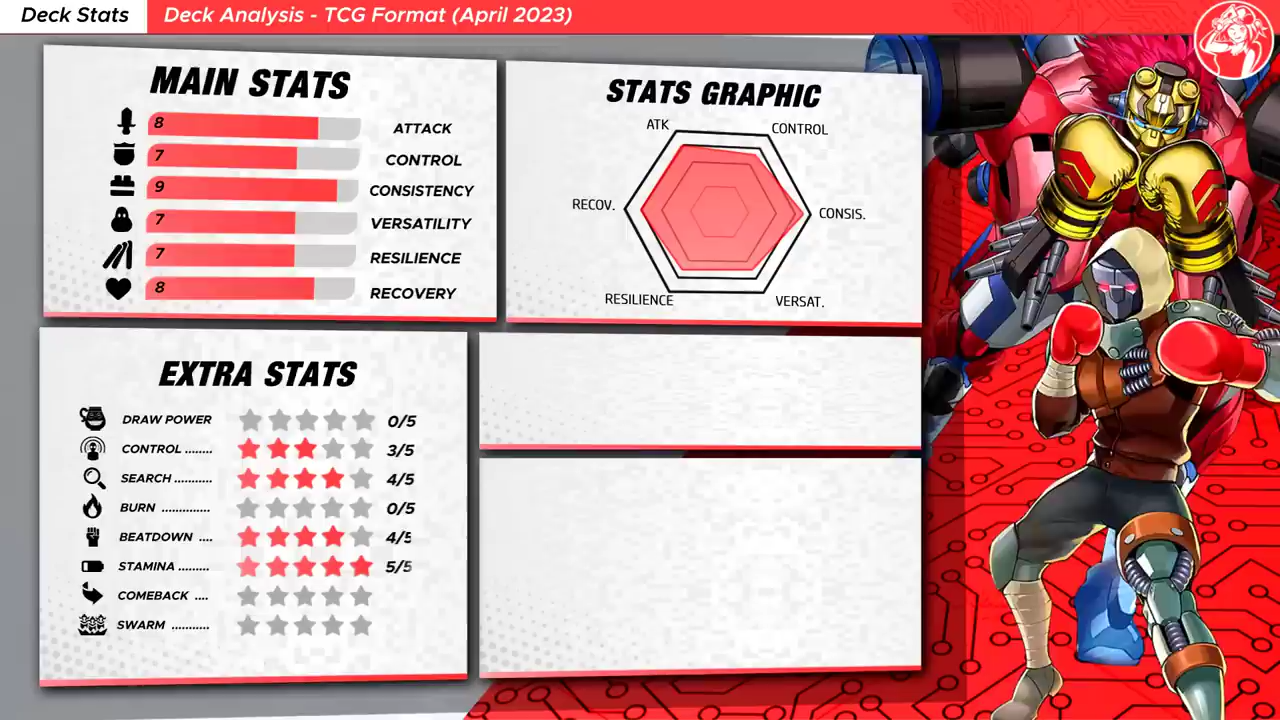 Deck Stats
Deck Analysis - TCG Format (April 2023)
MAIN STATS
8 ATTACK
7 CONTROL
9 CONSISTENCY
7 VERSATILITY
7 RESILIENCE
8 RECOVERY
STATS GRAPHIC
ATK
CONTROL
RECOV.
CONSIS.
RESILIENCE
VERSAT.
EXTRA STATS
DRAW POWER 0/5
CONTROL ........ 3/5
SEARCH ........... 4/5
BURN .............. 0/5
BEATDOWN .... 4/5
STAMINA ......... 5/5
COMEBACK ....
SWARM ...........